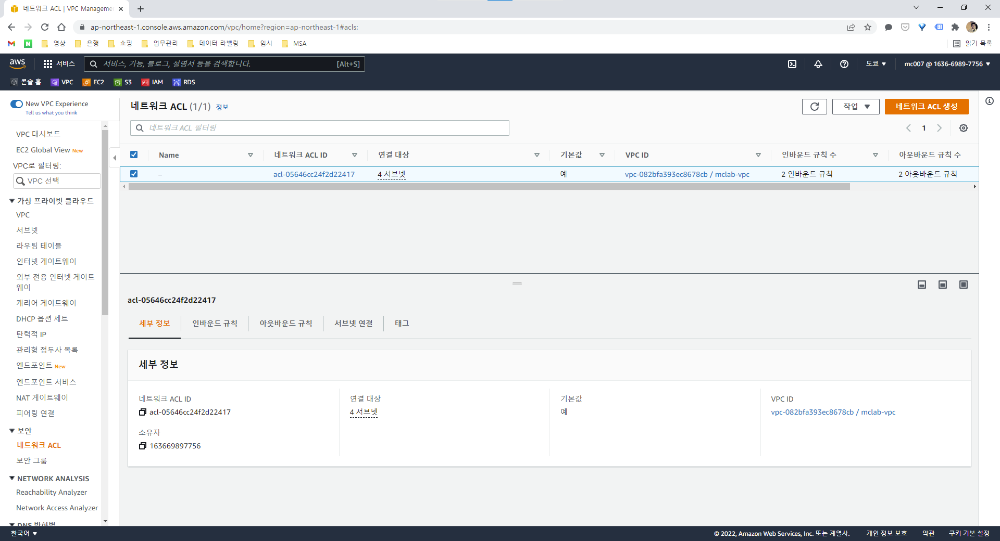 네트워크 ACL | VPC Manageme
ap-northeast-1.console.aws.amazon.com/vpc/home?region=ap-northeast-1#acls:
영상 은행 쇼핑 업무관리 데이터 라벨링 임시 MSA 읽기 목록
aws 서비스 서비스, 기능, 블로그, 설명서 등을 검색합니다. [Alt+S] 도쿄 mc007 @ 1636-6989-7756
콘솔 홈 VPC EC2 S3 IAM RDS
New VPC Experience
Tell us what you think
VPC 대시보드
EC2 Global View New
VPC로 필터링:
VPC 선택
가상 프라이빗 클라우드
VPC
서브넷
라우팅 테이블
인터넷 게이트웨이
외부 전용 인터넷 게이트
웨이
캐리어 게이트웨이
DHCP 옵션 세트
탄력적 IP
관리형 접두사 목록
엔드포인트 New
엔드포인트 서비스
NAT 게이트웨이
피어링 연결
보안
네트워크 ACL
보안 그룹
NETWORK ANALYSIS
Reachability Analyzer
Network Access Analyzer
DNS 방화벽
네트워크 ACL (1/1) 정보
작업
네트워크 ACL 생성
네트워크 ACL 필터링
1
Name 네트워크 ACL ID 연결 대상 기본값 VPC ID 인바운드 규칙 수 아웃바운드 규칙 수
– acl-05646cc24f2d22417 4 서브넷 예 vpc-082bfa393ec8678cb / mclab-vpc 2 인바운드 규칙 2 아웃바운드 규칙
acl-05646cc24f2d22417
세부 정보 인바운드 규칙 아웃바운드 규칙 서브넷 연결 태그
세부 정보
네트워크 ACL ID
acl-05646cc24f2d22417
소유자
163669897756
연결 대상
4 서브넷
기본값
예
VPC ID
vpc-082bfa393ec8678cb / mclab-vpc
한국어 © 2022, Amazon Web Services, Inc. 또는 계열사. 개인 정보 보호 약관 쿠키 기본 설정